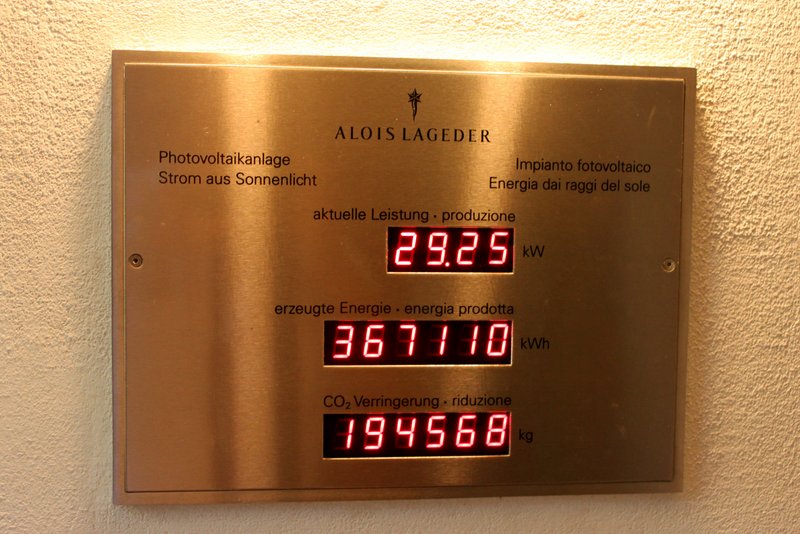 ALOIS LAGEDER
Photovoltaikanlage
Strom aus Sonnenlicht
Impianto fotovoltaico
Energia dai raggi del sole
aktuelle Leistung · produzione
29.25 kW
erzeugte Energie · energia prodotta
367110 kWh
CO₂ Verringerung · riduzione
194568 kg